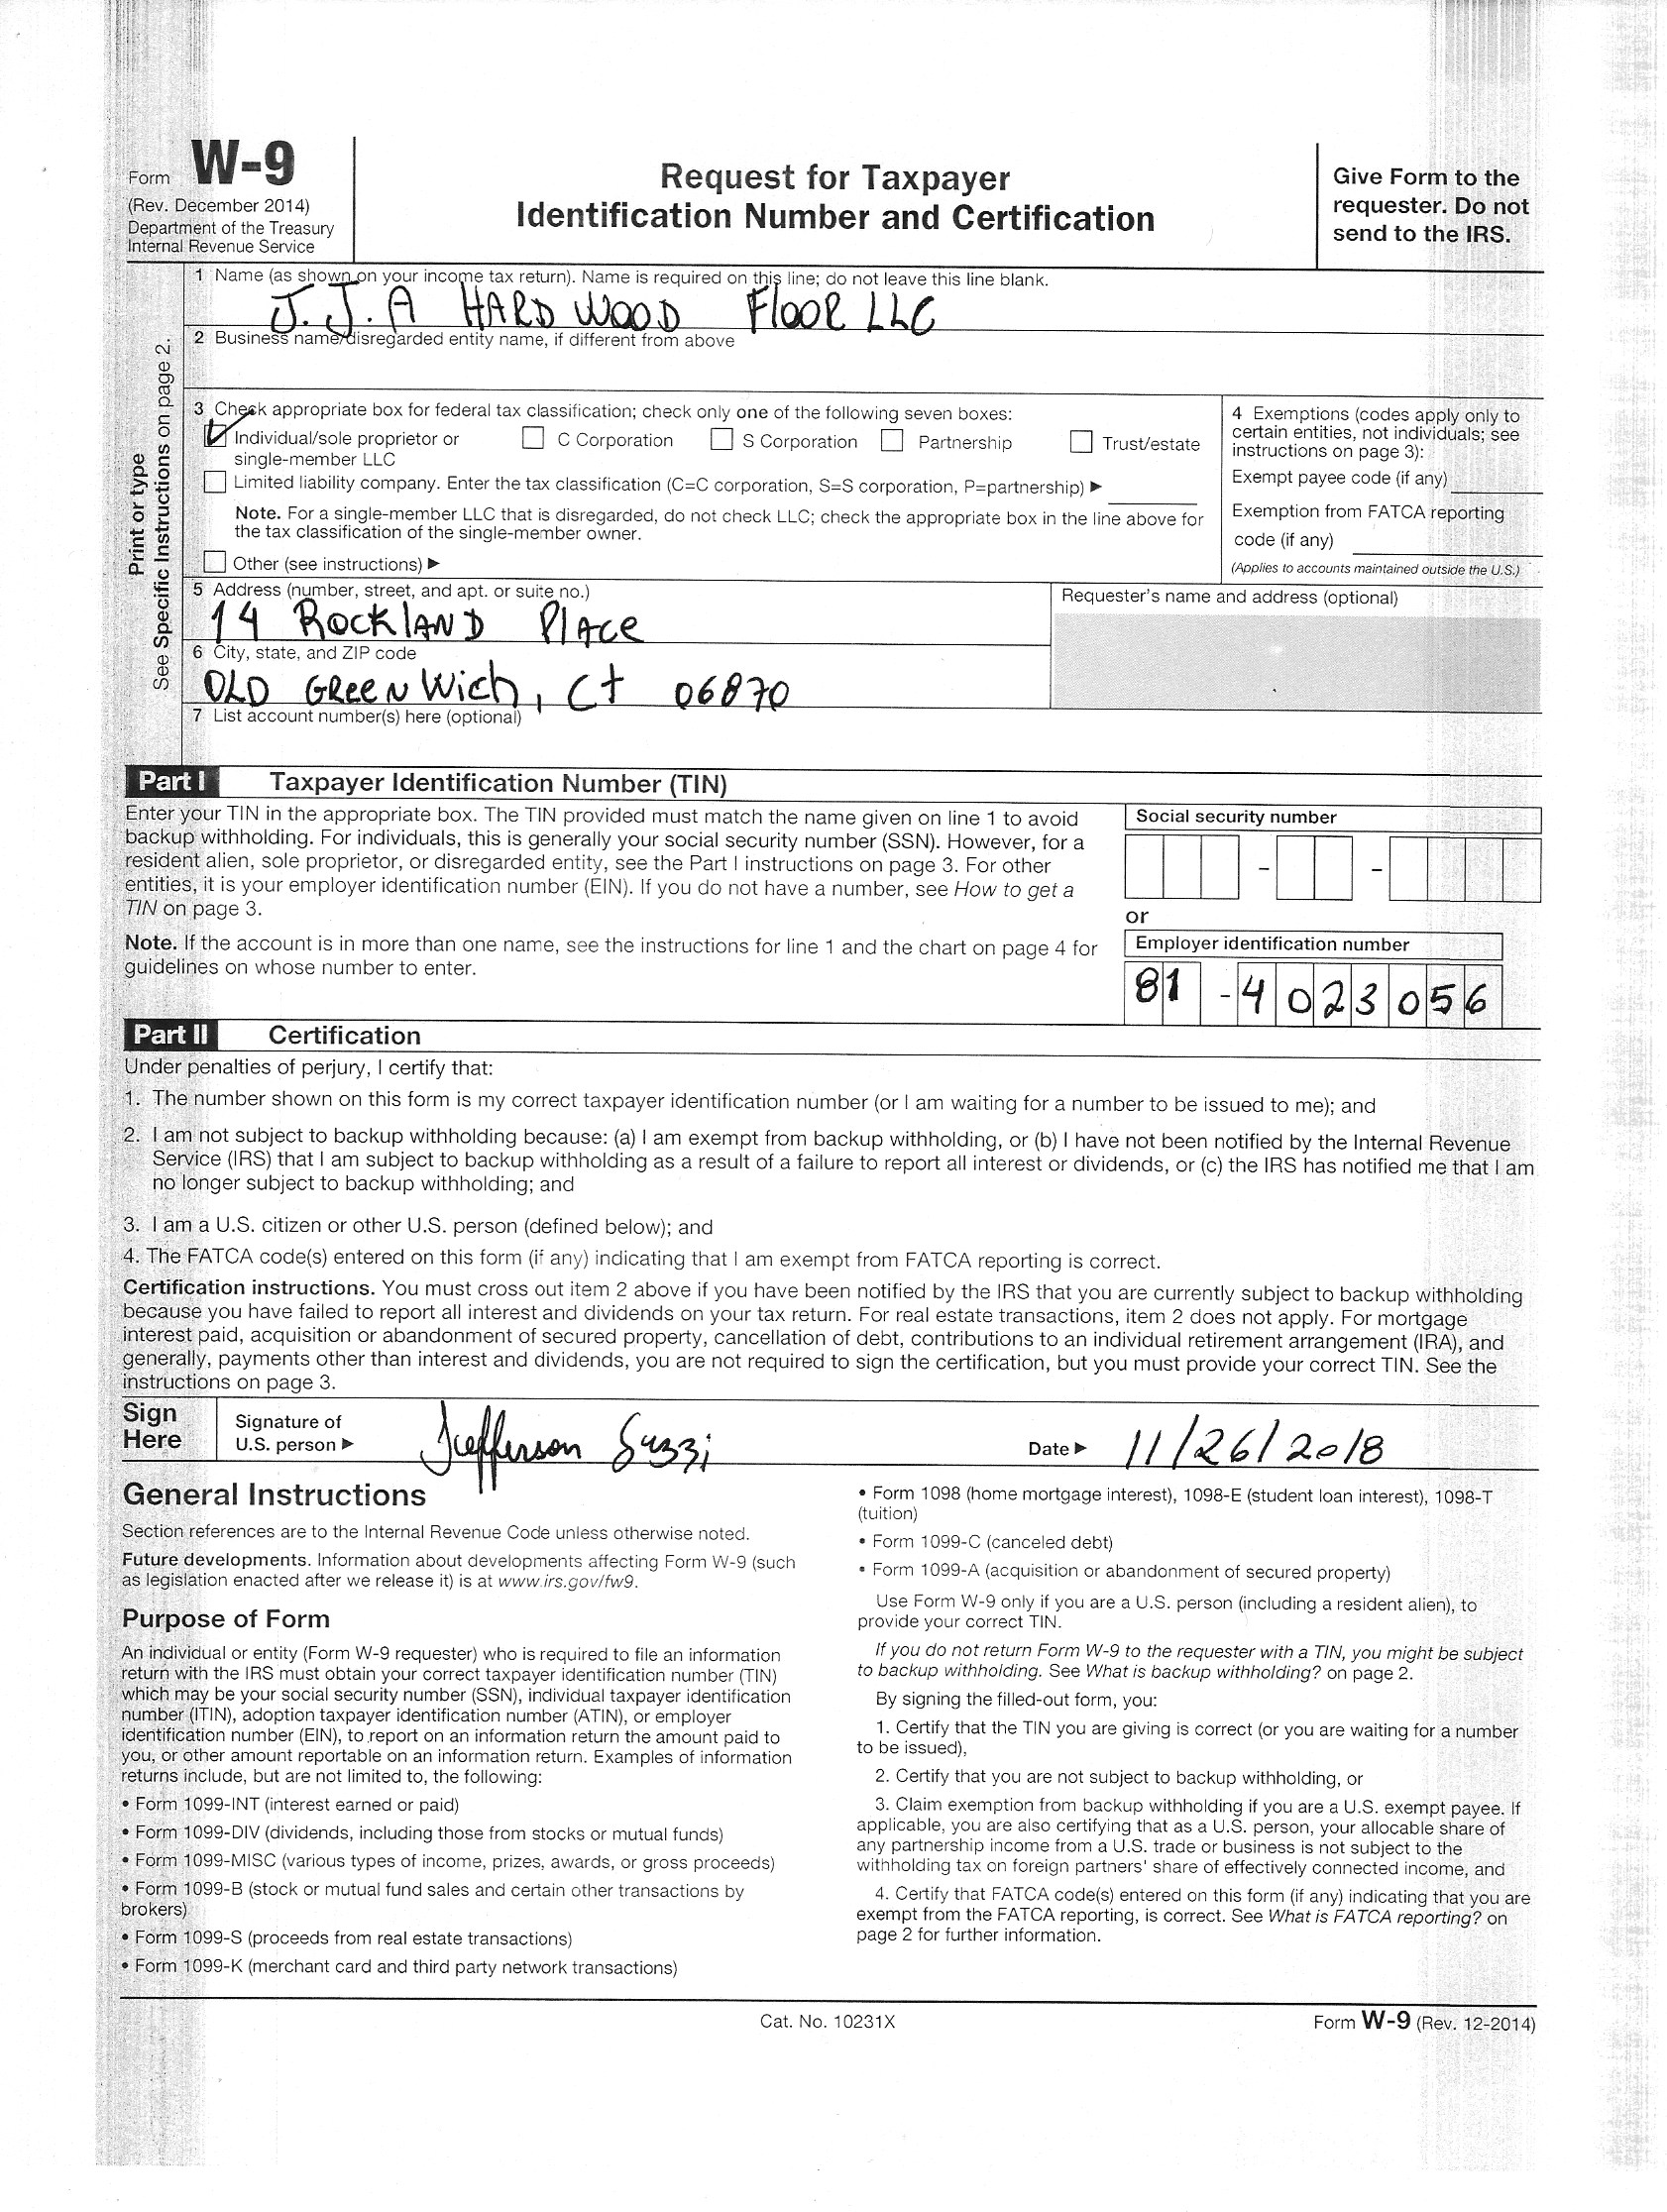 Form W-9
(Rev. December 2014)
Department of the Treasury
Internal Revenue Service
Request for Taxpayer
Identification Number and Certification
Give Form to the
requester. Do not
send to the IRS.
Print or type
See Specific Instructions on page 2.
1 Name (as shown on your income tax return). Name is required on this line; do not leave this line blank.
J.J.A HARD WOOD FlooR LLC
2 Business name/disregarded entity name, if different from above
3 Check appropriate box for federal tax classification; check only one of the following seven boxes:
Individual/sole proprietor or
single-member LLC
C Corporation
S Corporation
Partnership
Trust/estate
Limited liability company. Enter the tax classification (C=C corporation, S=S corporation, P=partnership) ▶
Note. For a single-member LLC that is disregarded, do not check LLC; check the appropriate box in the line above for
the tax classification of the single-member owner.
Other (see instructions) ▶
4 Exemptions (codes apply only to
certain entities, not individuals; see
instructions on page 3):
Exempt payee code (if any)
Exemption from FATCA reporting
code (if any)
(Applies to accounts maintained outside the U.S.)
5 Address (number, street, and apt. or suite no.)
14 RockLAND PlAce
Requester's name and address (optional)
6 City, state, and ZIP code
OLD GReeNWich, Ct 06870
7 List account number(s) here (optional)
Part I Taxpayer Identification Number (TIN)
Enter your TIN in the appropriate box. The TIN provided must match the name given on line 1 to avoid
backup withholding. For individuals, this is generally your social security number (SSN). However, for a
resident alien, sole proprietor, or disregarded entity, see the Part I instructions on page 3. For other
entities, it is your employer identification number (EIN). If you do not have a number, see How to get a
TIN on page 3.
Note. If the account is in more than one name, see the instructions for line 1 and the chart on page 4 for
guidelines on whose number to enter.
Social security number
- -
or
Employer identification number
81-4023056
Part II Certification
Under penalties of perjury, I certify that:
1. The number shown on this form is my correct taxpayer identification number (or I am waiting for a number to be issued to me); and
2. I am not subject to backup withholding because: (a) I am exempt from backup withholding, or (b) I have not been notified by the Internal Revenue
Service (IRS) that I am subject to backup withholding as a result of a failure to report all interest or dividends, or (c) the IRS has notified me that I am
no longer subject to backup withholding; and
3. I am a U.S. citizen or other U.S. person (defined below); and
4. The FATCA code(s) entered on this form (if any) indicating that I am exempt from FATCA reporting is correct.
Certification instructions. You must cross out item 2 above if you have been notified by the IRS that you are currently subject to backup withholding
because you have failed to report all interest and dividends on your tax return. For real estate transactions, item 2 does not apply. For mortgage
interest paid, acquisition or abandonment of secured property, cancellation of debt, contributions to an individual retirement arrangement (IRA), and
generally, payments other than interest and dividends, you are not required to sign the certification, but you must provide your correct TIN. See the
instructions on page 3.
Sign
Here
Signature of
U.S. person ▶
Jefferson Suzzi
Date ▶ 11/26/2018
General Instructions
Section references are to the Internal Revenue Code unless otherwise noted.
Future developments. Information about developments affecting Form W-9 (such
as legislation enacted after we release it) is at www.irs.gov/fw9.
Purpose of Form
An individual or entity (Form W-9 requester) who is required to file an information
return with the IRS must obtain your correct taxpayer identification number (TIN)
which may be your social security number (SSN), individual taxpayer identification
number (ITIN), adoption taxpayer identification number (ATIN), or employer
identification number (EIN), to report on an information return the amount paid to
you, or other amount reportable on an information return. Examples of information
returns include, but are not limited to, the following:
• Form 1099-INT (interest earned or paid)
• Form 1099-DIV (dividends, including those from stocks or mutual funds)
• Form 1099-MISC (various types of income, prizes, awards, or gross proceeds)
• Form 1099-B (stock or mutual fund sales and certain other transactions by
brokers)
• Form 1099-S (proceeds from real estate transactions)
• Form 1099-K (merchant card and third party network transactions)
• Form 1098 (home mortgage interest), 1098-E (student loan interest), 1098-T
(tuition)
• Form 1099-C (canceled debt)
• Form 1099-A (acquisition or abandonment of secured property)
Use Form W-9 only if you are a U.S. person (including a resident alien), to
provide your correct TIN.
If you do not return Form W-9 to the requester with a TIN, you might be subject
to backup withholding. See What is backup withholding? on page 2.
By signing the filled-out form, you:
1. Certify that the TIN you are giving is correct (or you are waiting for a number
to be issued),
2. Certify that you are not subject to backup withholding, or
3. Claim exemption from backup withholding if you are a U.S. exempt payee. If
applicable, you are also certifying that as a U.S. person, your allocable share of
any partnership income from a U.S. trade or business is not subject to the
withholding tax on foreign partners' share of effectively connected income, and
4. Certify that FATCA code(s) entered on this form (if any) indicating that you are
exempt from the FATCA reporting, is correct. See What is FATCA reporting? on
page 2 for further information.
Cat. No. 10231X
Form W-9 (Rev. 12-2014)